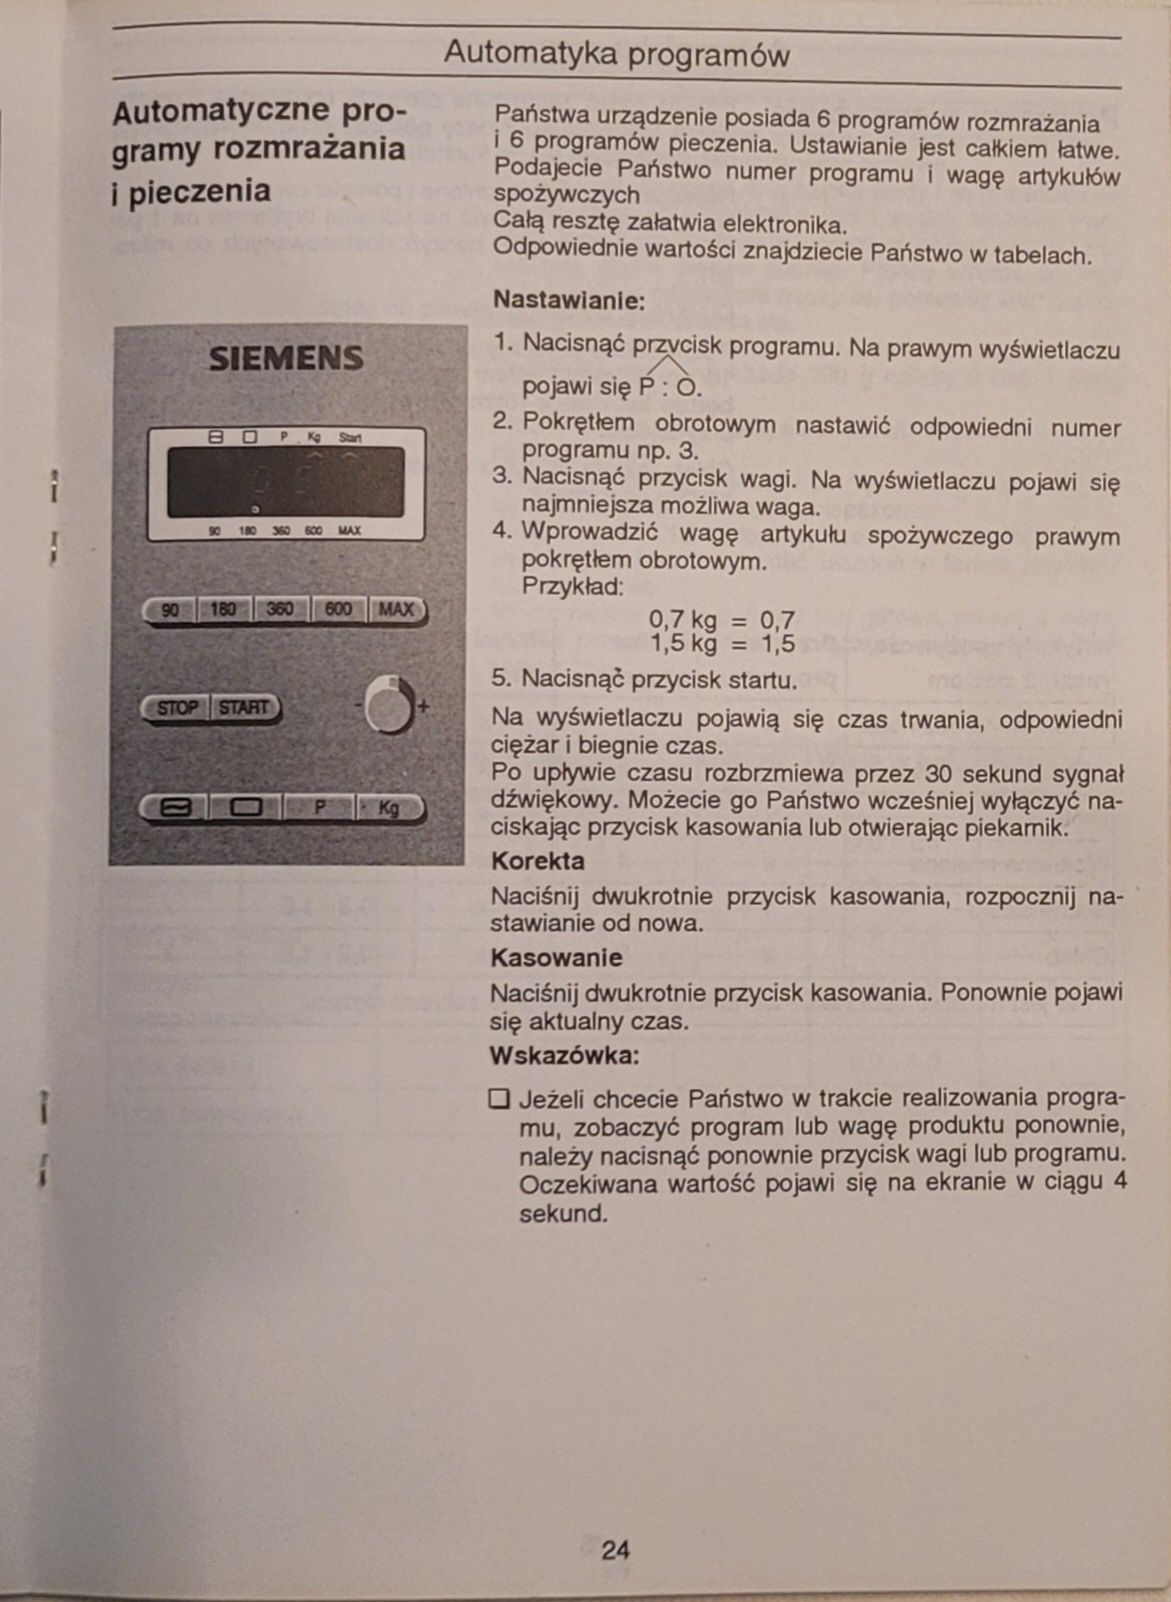 Automatyka programów
Automatyczne pro-
gramy rozmrażania
i pieczenia
Państwa urządzenie posiada 6 programów rozmrażania
i 6 programów pieczenia. Ustawianie jest całkiem łatwe.
Podajecie Państwo numer programu i wagę artykułów
spożywczych
Całą resztę załatwia elektronika.
Odpowiednie wartości znajdziecie Państwo w tabelach.
Nastawianie:
1. Nacisnąć przycisk programu. Na prawym wyświetlaczu
pojawi się P : O.
2. Pokrętłem obrotowym nastawić odpowiedni numer
programu np. 3.
3. Nacisnąć przycisk wagi. Na wyświetlaczu pojawi się
najmniejsza możliwa waga.
4. Wprowadzić wagę artykułu spożywczego prawym
pokrętłem obrotowym.
Przykład:
0,7 kg = 0,7
1,5 kg = 1,5
5. Nacisnąč przycisk startu.
Na wyświetlaczu pojawią się czas trwania, odpowiedni
ciężar i biegnie czas.
Po upływie czasu rozbrzmiewa przez 30 sekund sygnał
dźwiękowy. Możecie go Państwo wcześniej wyłączyć na-
ciskając przycisk kasowania lub otwierając piekarnik.
Korekta
Naciśnij dwukrotnie przycisk kasowania, rozpocznij na-
stawianie od nowa.
Kasowanie
Naciśnij dwukrotnie przycisk kasowania. Ponownie pojawi
się aktualny czas.
Wskazówka:
❑ Jeżeli chcecie Państwo w trakcie realizowania progra-
mu, zobaczyć program lub wagę produktu ponownie,
należy nacisnąć ponownie przycisk wagi lub programu.
Oczekiwana wartość pojawi się na ekranie w ciągu 4
sekund.
SIEMENS
P Kg Start
90 180 360 600 MAX
90 180 360 600 MAX
STOP START - +
P Kg
24